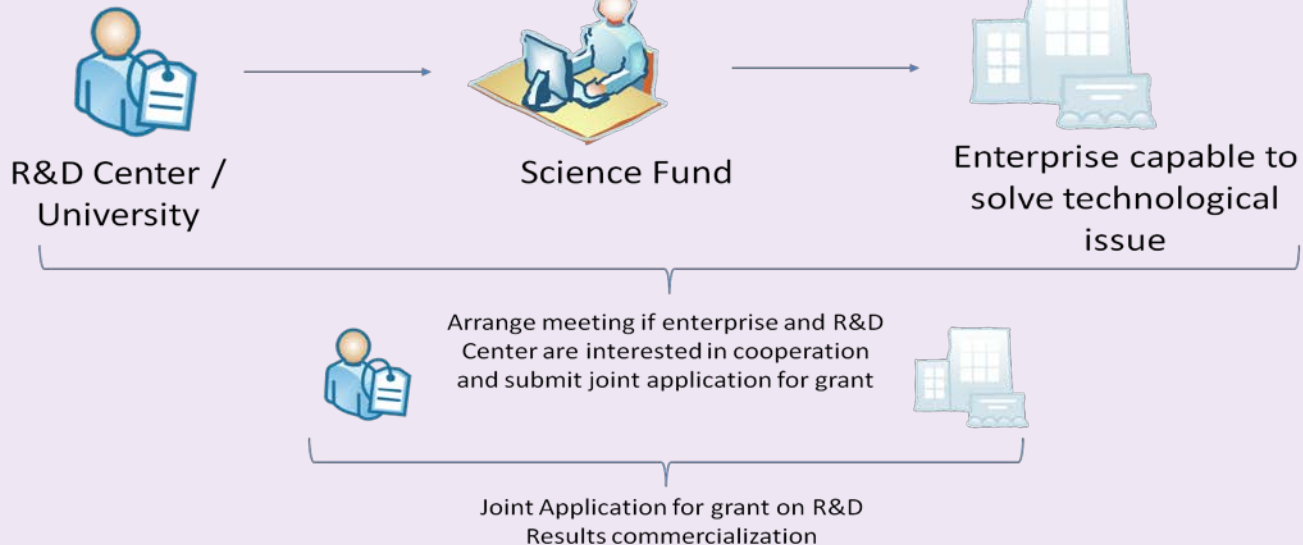 R&D Center /
University
Science Fund
Enterprise capable to
solve technological
issue
Arrange meeting if enterprise and R&D
Center are interested in cooperation
and submit joint application for grant
Joint Application for grant on R&D
Results commercialization